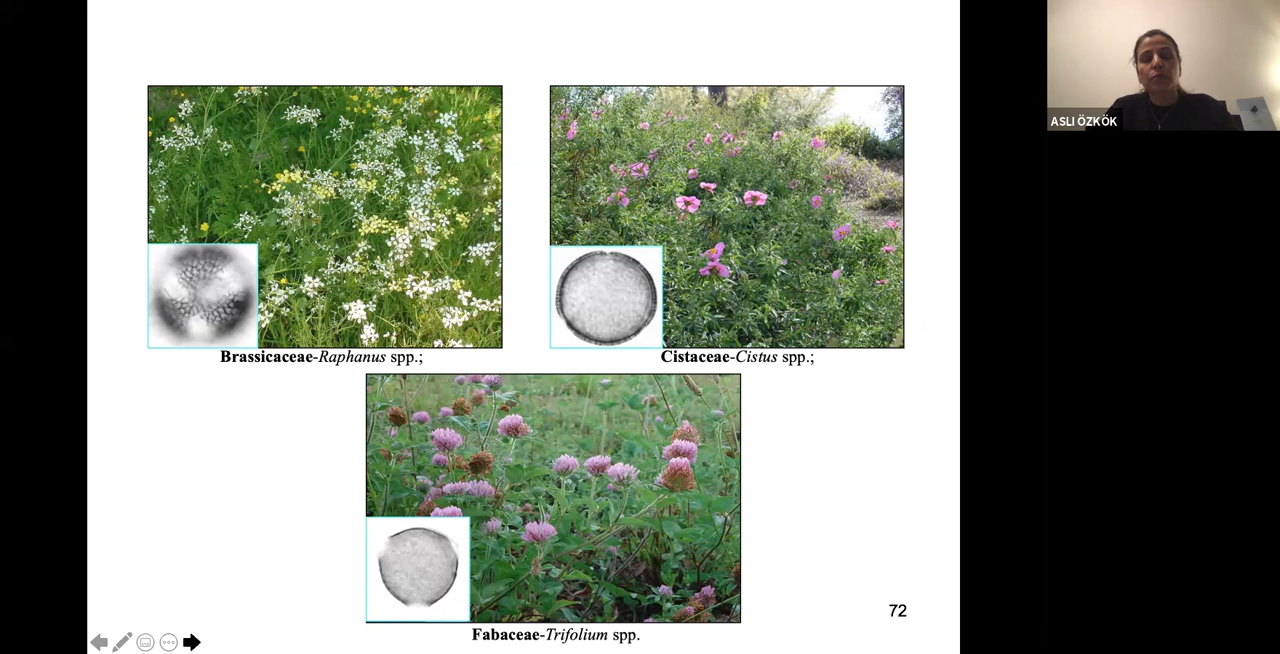 ASLI ÖZKÖK
Brassicaceae-Raphanus spp.;
Cistaceae-Cistus spp.;
72
Fabaceae-Trifolium spp.